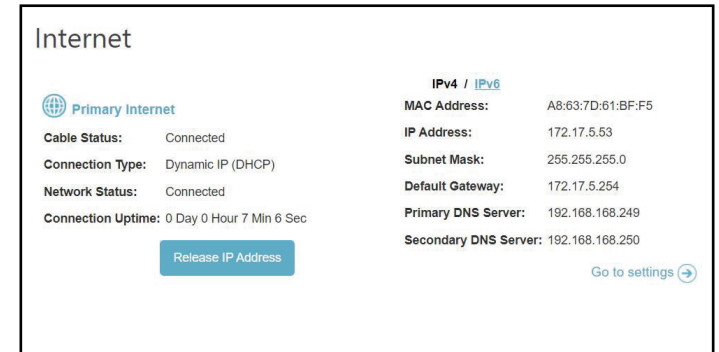 Internet
Primary Internet
Cable Status: Connected
Connection Type: Dynamic IP (DHCP)
Network Status: Connected
Connection Uptime: 0 Day 0 Hour 7 Min 6 Sec
Release IP Address
IPv4 / IPv6
MAC Address: A8:63:7D:61:BF:F5
IP Address: 172.17.5.53
Subnet Mask: 255.255.255.0
Default Gateway: 172.17.5.254
Primary DNS Server: 192.168.168.249
Secondary DNS Server: 192.168.168.250
Go to settings